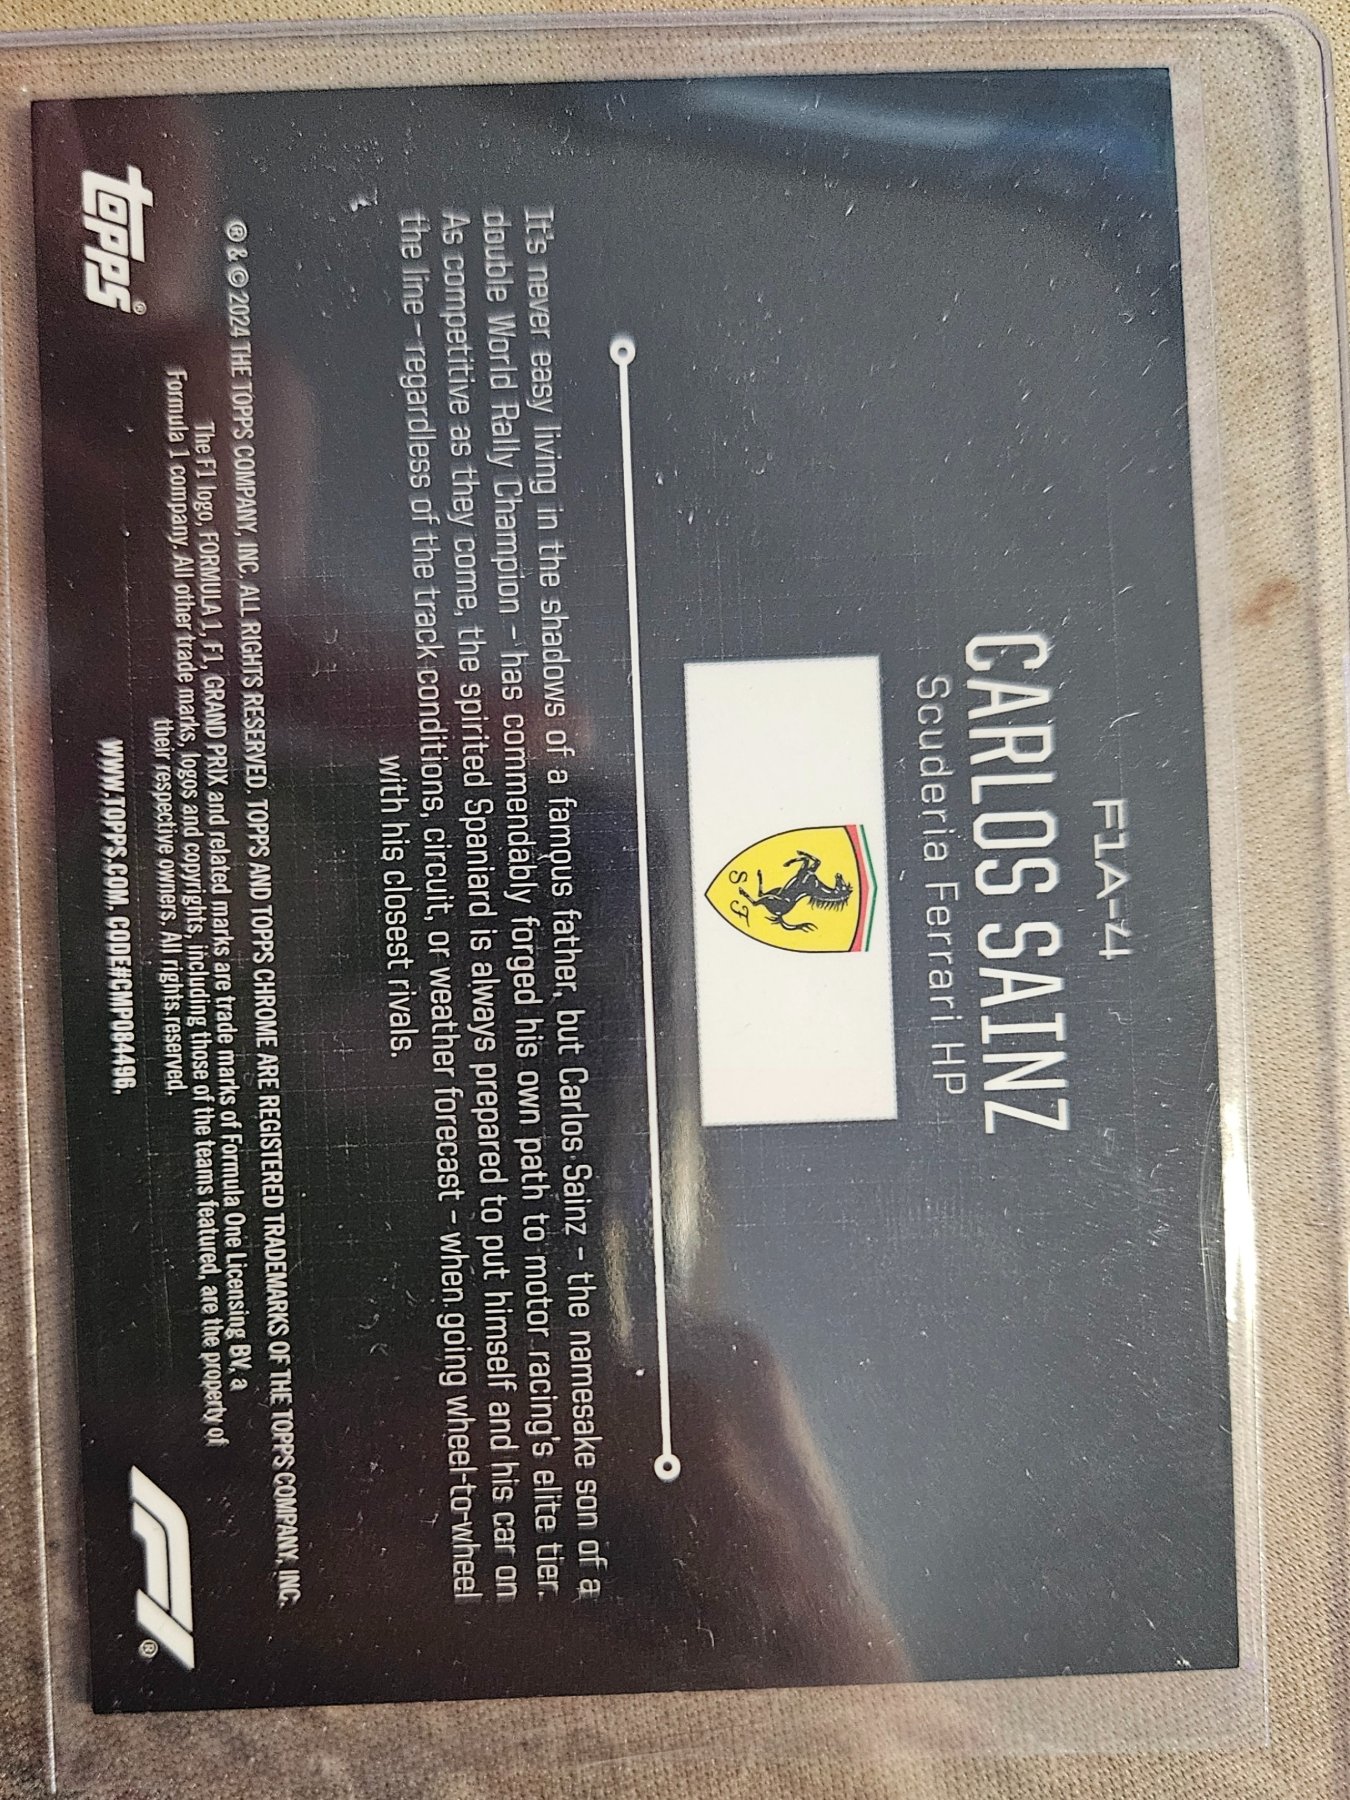 F1A-4
CARLOS SAINZ
Scuderia Ferrari HP
S F
It's never easy living in the shadows of a famous father, but Carlos Sainz – the namesake son of a
double World Rally Champion – has commendably forged his own path to motor racing's elite tier.
As competitive as they come, the spirited Spaniard is always prepared to put himself and his car on
the line – regardless of the track conditions, circuit, or weather forecast – when going wheel-to-wheel
with his closest rivals.
® & © 2024 THE TOPPS COMPANY, INC. ALL RIGHTS RESERVED. TOPPS AND TOPPS CHROME ARE REGISTERED TRADEMARKS OF THE TOPPS COMPANY, INC.
The F1 logo, FORMULA 1, F1, GRAND PRIX and related marks are trade marks of Formula One Licensing BV, a
Formula 1 company. All other trade marks, logos and copyrights, including those of the teams featured, are the property of
their respective owners. All rights reserved.
WWW.TOPPS.COM. CODE#CMP084496.
topps®
F1®